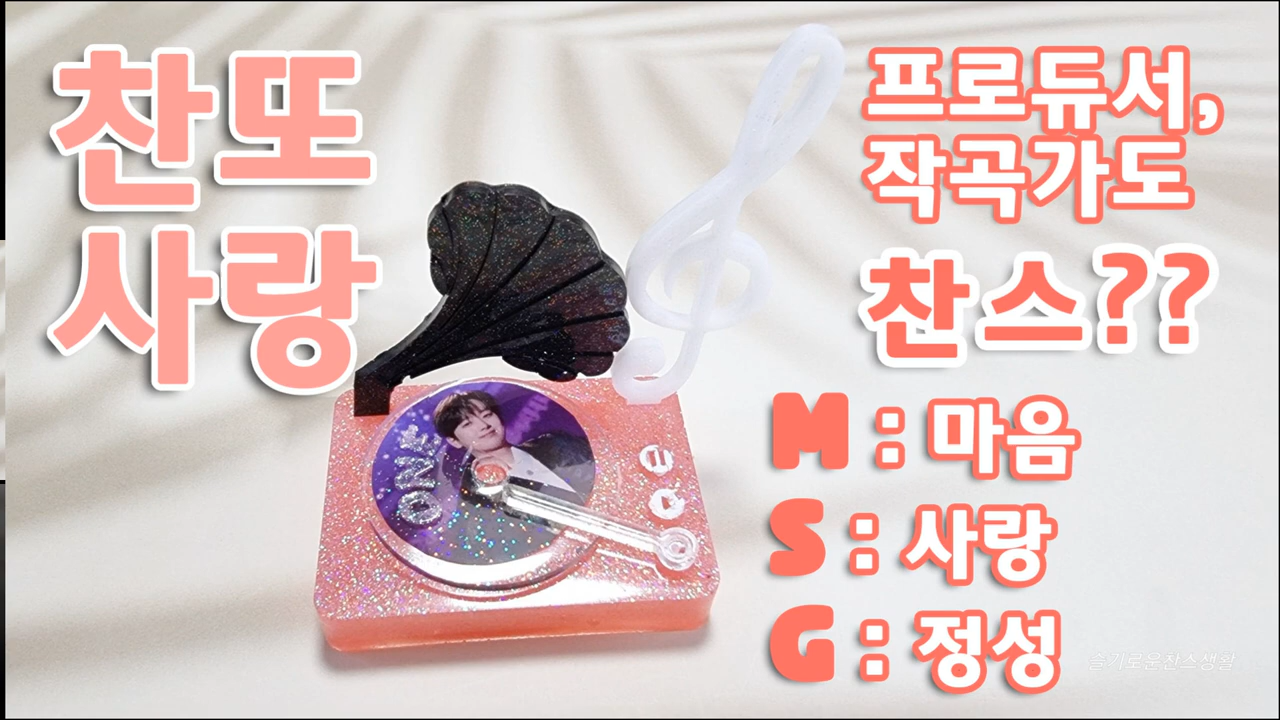 찬또
사랑
프로듀서,
작곡가도
찬스??
M : 마음
S : 사랑
G : 정성
ONE
슬기로운찬스생활